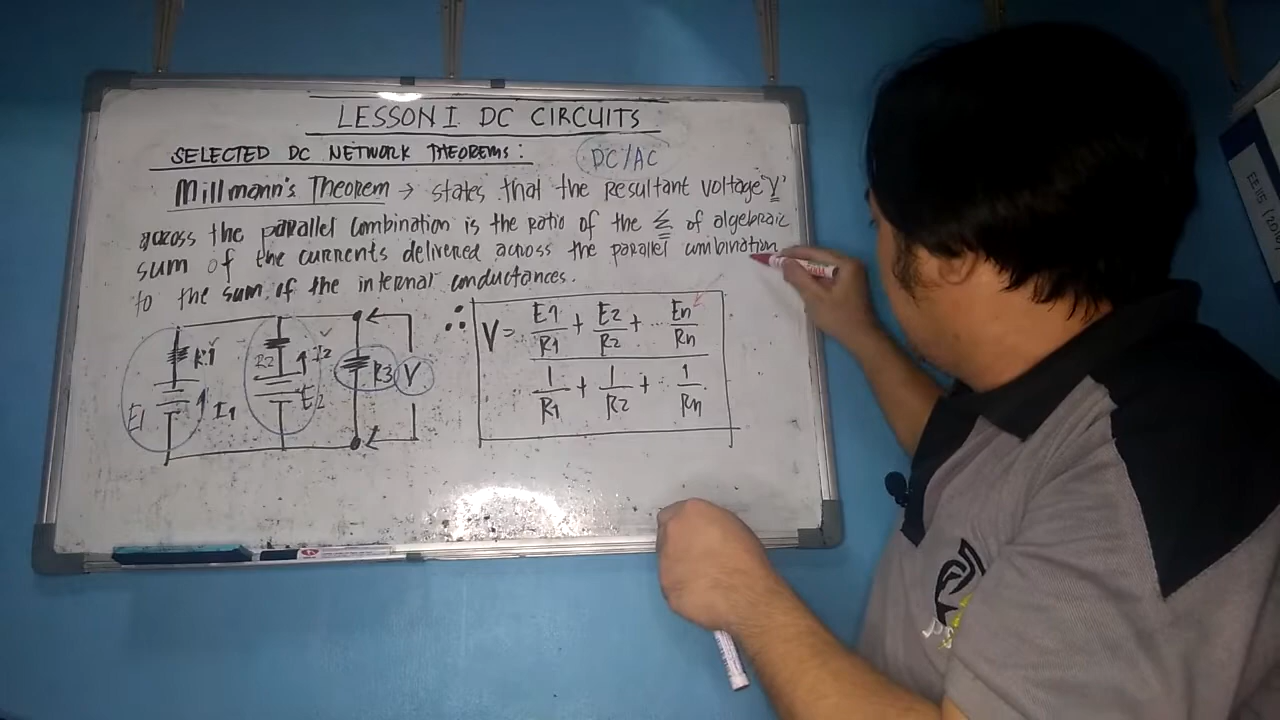 LESSON I DC CIRCUITS
SELECTED DC NETWORK THEOREMS:
DC/AC
Millmann's Theorem → states that the resultant voltage "V"
across the parallel combination is the ratio of the Σ of algebraic
sum of the currents delivered across the parallel combination
to the sum of the internal conductances.
R1
E1
I1
R2
I2
E2
R3
V
∴ V = E1/R1 + E2/R2 + ... En/Rn
1/R1 + 1/R2 + ... 1/Rn